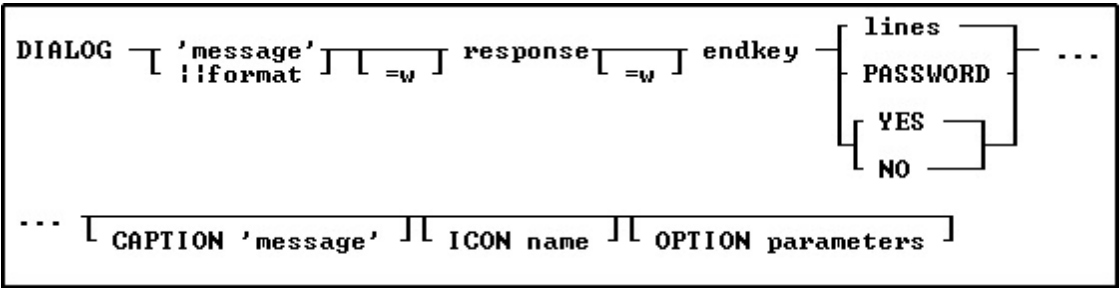 lines
DIALOG 'message' response endkey ...
¦¦format =w =w PASSWORD
YES
NO
...
CAPTION 'message' ICON name OPTION parameters